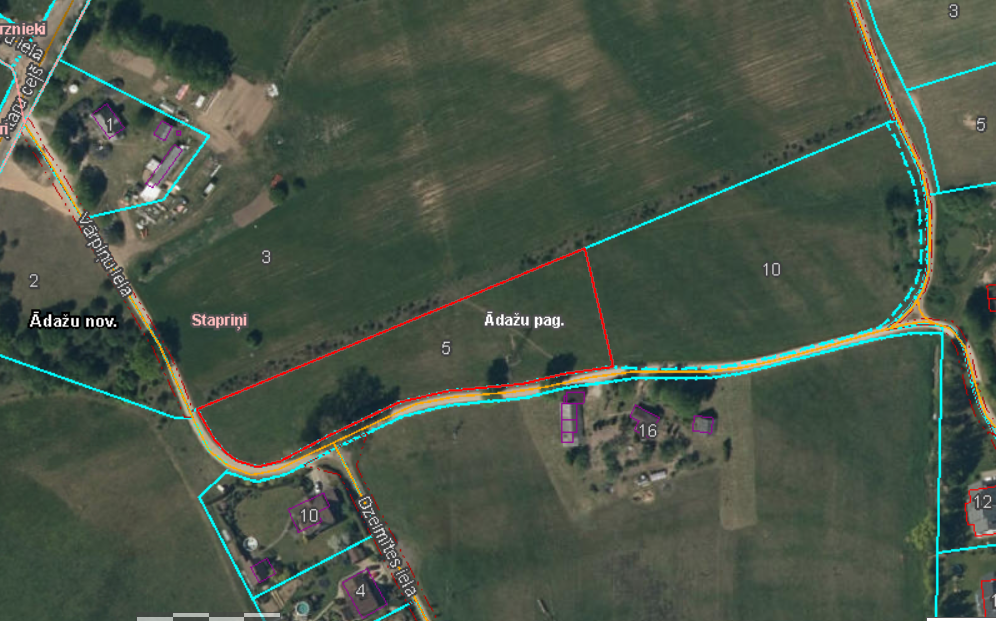 3
1
5
3
2
Vārpiņu iela
10
Ādažu nov.
Stapriņi
Ādažu pag.
5
16
12
10
Dzelmītes iela
4